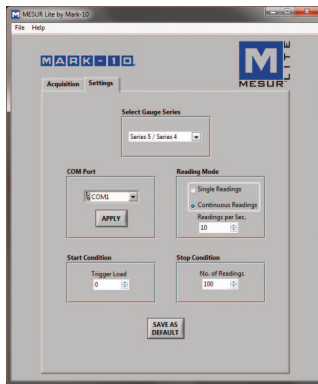 MESUR Lite by Mark-10
File Help
MARK-10
M
MESUR
LITE
Acquisition Settings
Select Gauge Series
Series 5 / Series 4
COM Port
COM1
APPLY
Reading Mode
Single Readings
Continuous Readings
Readings per Sec.
10
Start Condition
Trigger Load
0
Stop Condition
No. of Readings
100
SAVE AS
DEFAULT